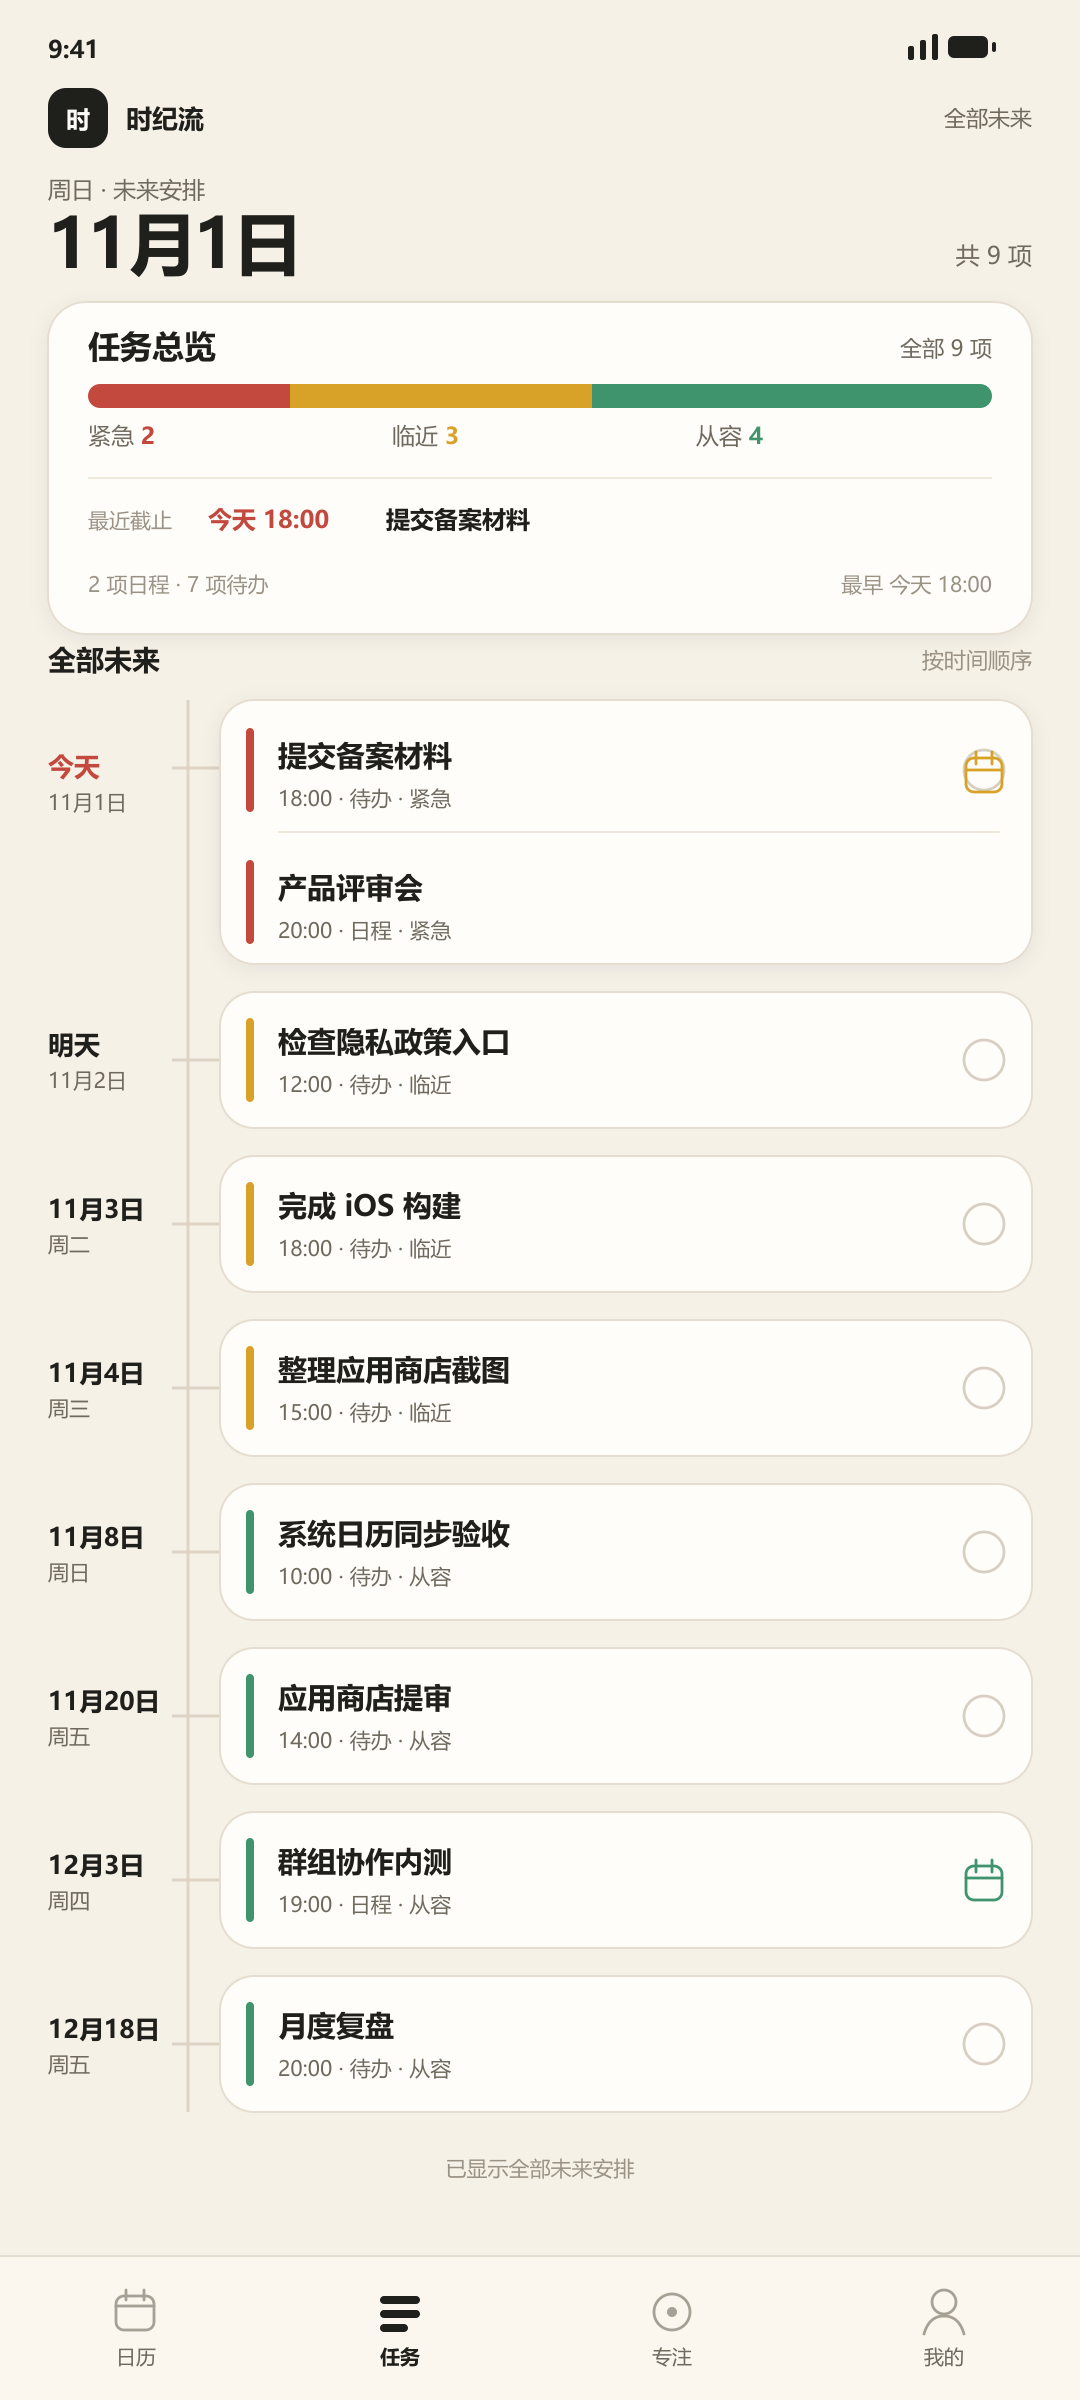 9:41
时 时纪流 全部未来
周日 · 未来安排
11月1日 共 9 项
任务总览 全部 9 项
紧急 2 临近 3 从容 4
最近截止 今天 18:00 提交备案材料
2 项日程 · 7 项待办 最早 今天 18:00
全部未来 按时间顺序
今天
11月1日
提交备案材料
18:00 · 待办 · 紧急
产品评审会
20:00 · 日程 · 紧急
明天
11月2日
检查隐私政策入口
12:00 · 待办 · 临近
11月3日
周二
完成 iOS 构建
18:00 · 待办 · 临近
11月4日
周三
整理应用商店截图
15:00 · 待办 · 临近
11月8日
周日
系统日历同步验收
10:00 · 待办 · 从容
11月20日
周五
应用商店提审
14:00 · 待办 · 从容
12月3日
周四
群组协作内测
19:00 · 日程 · 从容
12月18日
周五
月度复盘
20:00 · 待办 · 从容
已显示全部未来安排
日历 任务 专注 我的